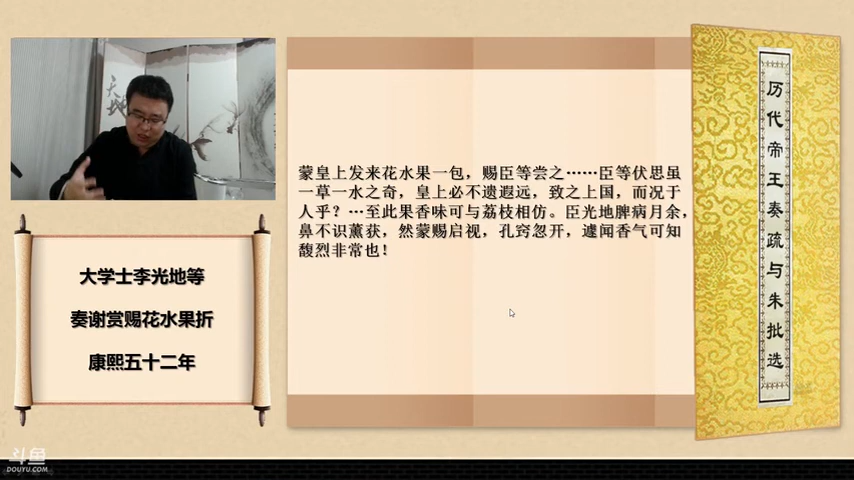 蒙皇上发来花水果一包，赐臣等尝之……臣等伏思虽
一草一水之奇，皇上必不遗遐远，致之上国，而况于
人乎？…至此果香味可与荔枝相仿。臣光地脾病月余，
鼻不识薰莸，然蒙赐启视，孔窍忽开，遽闻香气可知
馥烈非常也！
大学士李光地等
奏谢赏赐花水果折
康熙五十二年
历代帝王奏疏与朱批选
斗鱼
DOUYU.COM